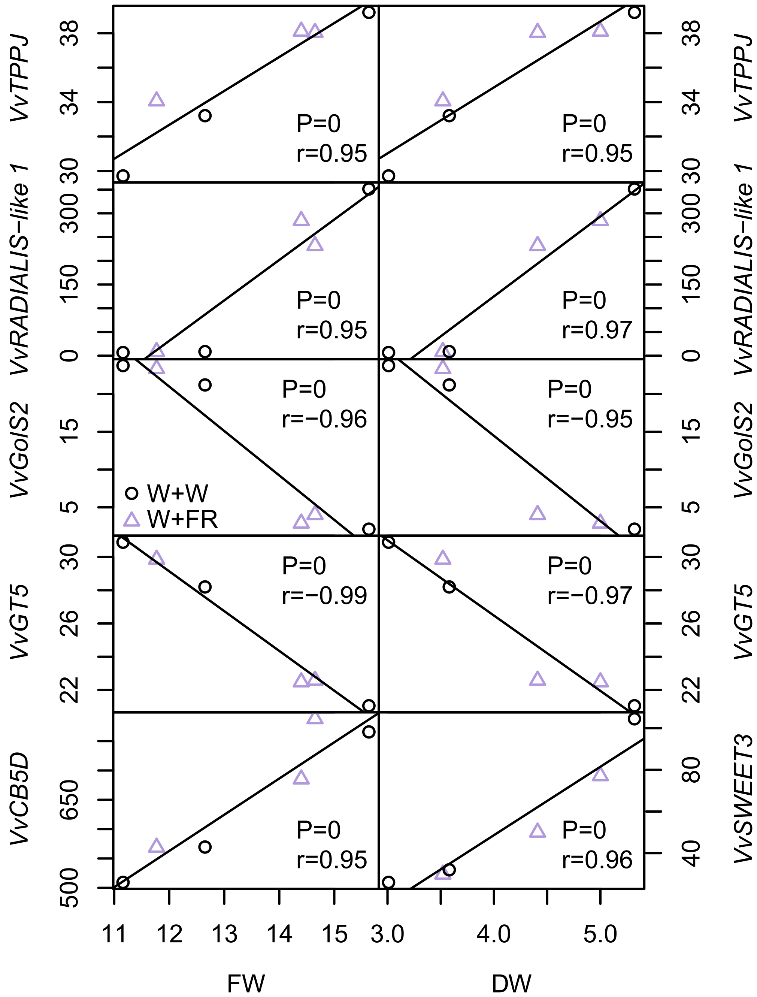 VvTPPJ
38
34
30
P=0
r=0.95
P=0
r=0.95
38
34
30
VvTPPJ
VvRADIALIS−like 1
300
150
0
P=0
r=0.95
P=0
r=0.97
300
150
0
VvRADIALIS−like 1
VvGolS2
15
5
P=0
r=−0.96
W+W
W+FR
P=0
r=−0.95
15
5
VvGolS2
VvGT5
30
26
22
P=0
r=−0.99
P=0
r=−0.97
30
26
22
VvGT5
VvCB5D
650
500
P=0
r=0.95
P=0
r=0.96
80
40
VvSWEET3
11 12 13 14 15 3.0 4.0 5.0
FW DW